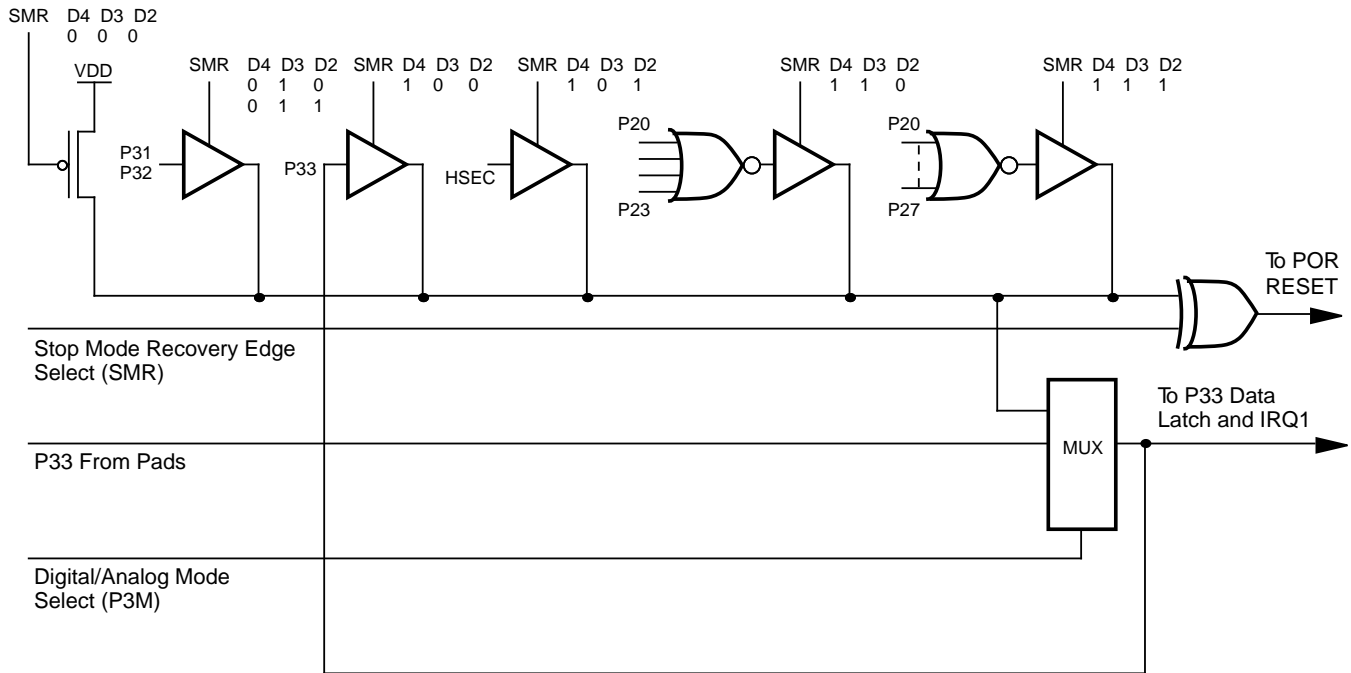 SMR D4 D3 D2
0 0 0
VDD
SMR D4 D3 D2
0 1 0
0 1 1
SMR D4 D3 D2
1 0 0
SMR D4 D3 D2
1 0 1
SMR D4 D3 D2
1 1 0
SMR D4 D3 D2
1 1 1
P31
P32
P33
HSEC
P20
P23
P20
P27
To POR
RESET
Stop Mode Recovery Edge
Select (SMR)
To P33 Data
Latch and IRQ1
MUX
P33 From Pads
Digital/Analog Mode
Select (P3M)